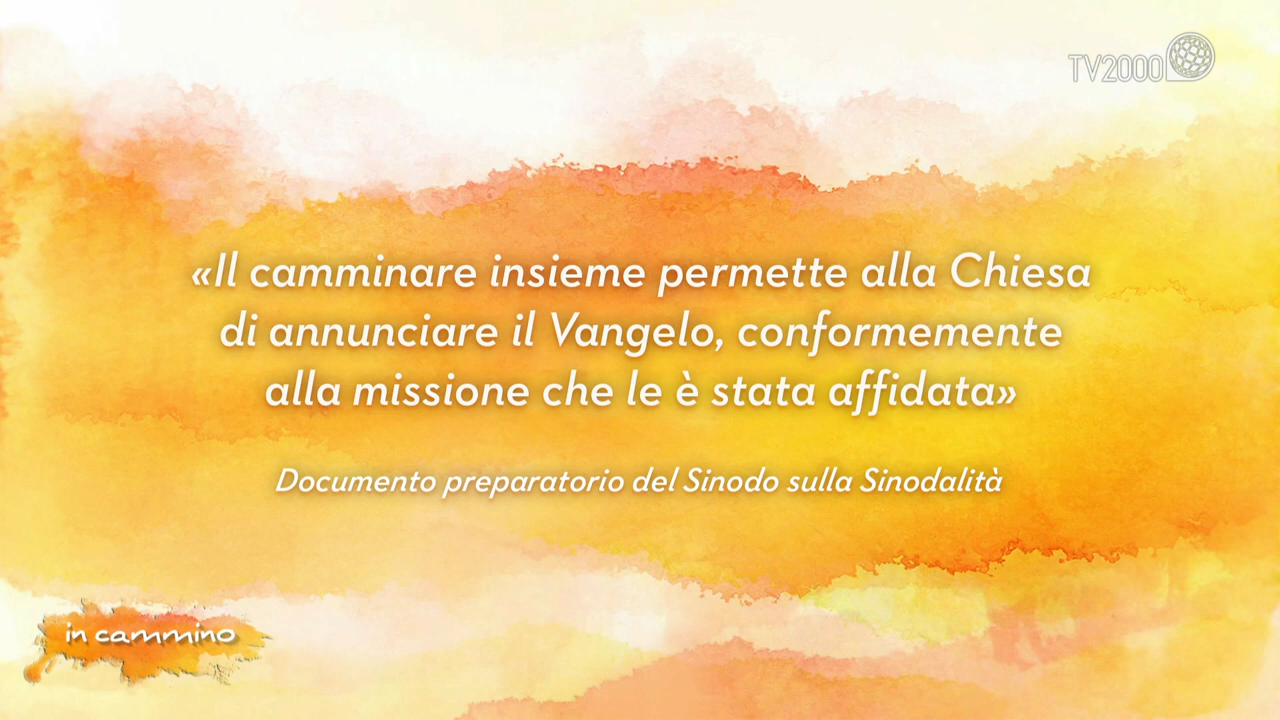 TV2000
«Il camminare insieme permette alla Chiesa
di annunciare il Vangelo, conformemente
alla missione che le è stata affidata»
Documento preparatorio del Sinodo sulla Sinodalità
in cammino